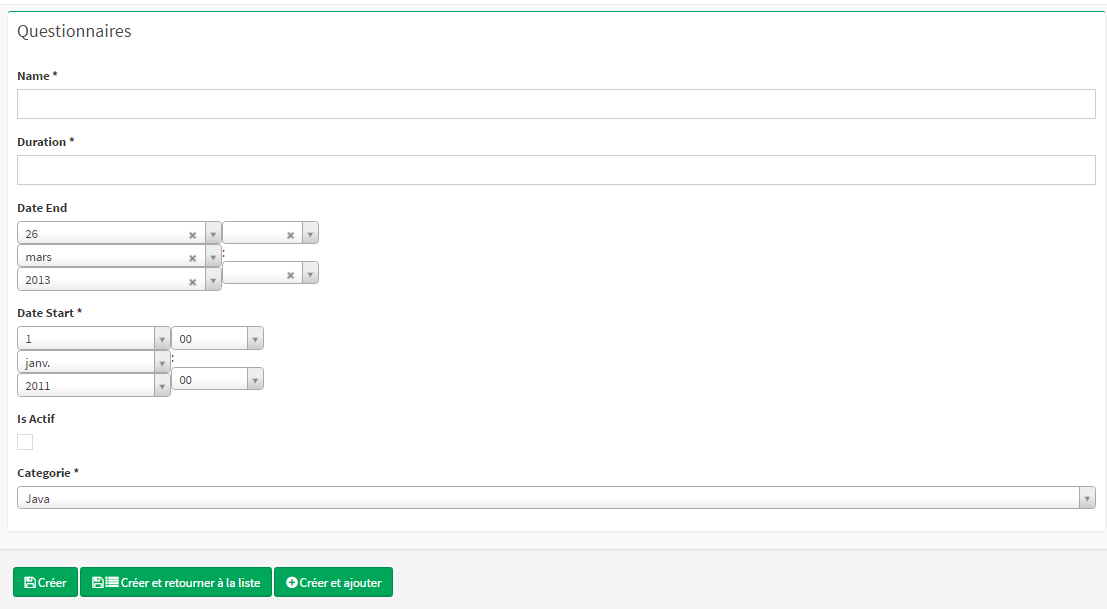 Questionnaires
Name *
Duration *
Date End
26
mars
:
2013
Date Start *
1 00
janv.
:
2011 00
Is Actif
Categorie *
Java
Créer Créer et retourner à la liste Créer et ajouter